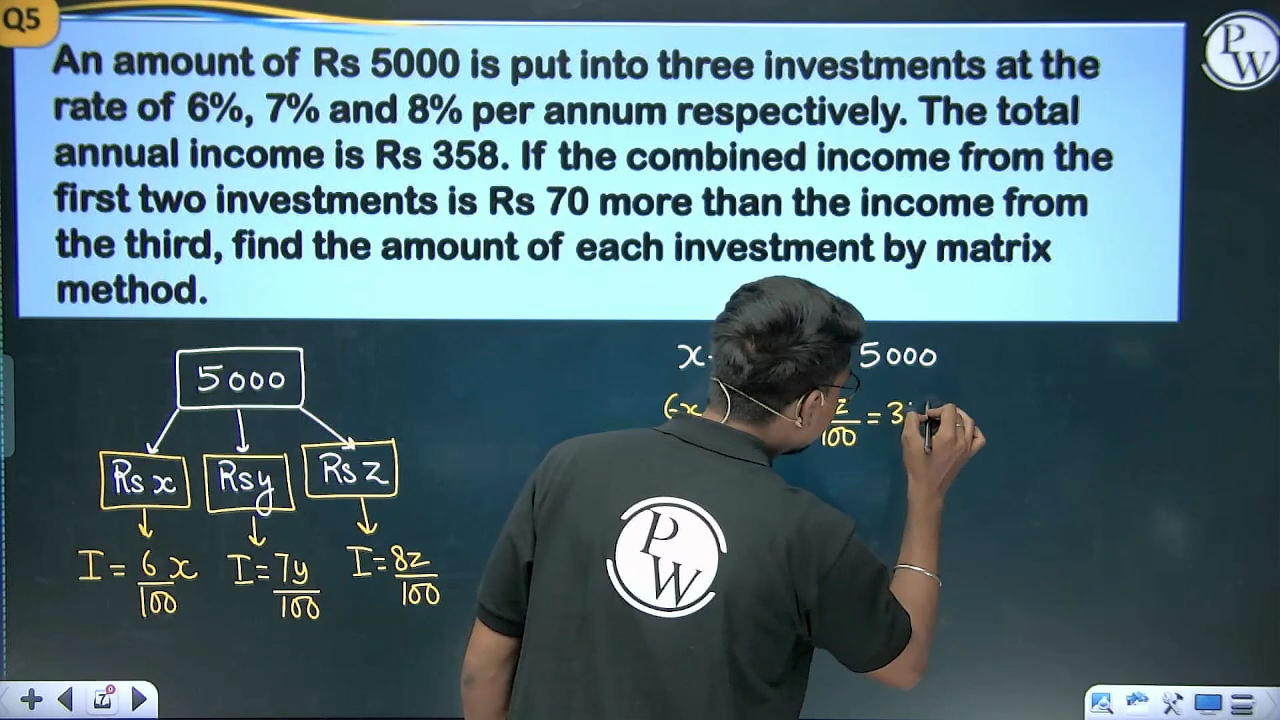 Q5
An amount of Rs 5000 is put into three investments at the
rate of 6%, 7% and 8% per annum respectively. The total
annual income is Rs 358. If the combined income from the
first two investments is Rs 70 more than the income from
the third, find the amount of each investment by matrix
method.
P
W
5000
Rs x Rs y Rs z
I = 6x/100 I = 7y/100 I = 8z/100
x 5000
6x z/100 = 3
P
W